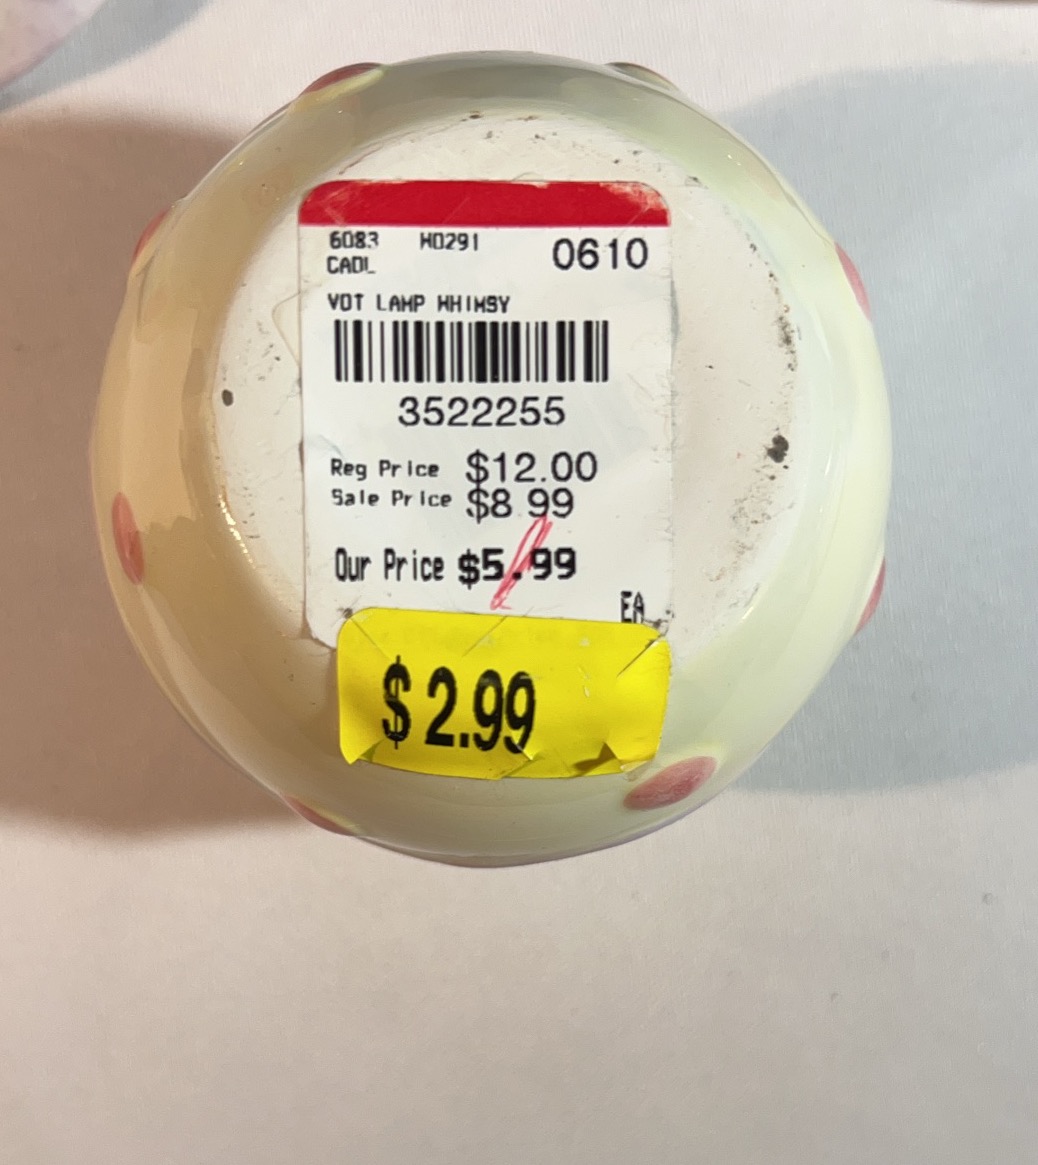 6083 H0291 0610
CADL
VOT LAMP WHIMSY
3522255
Reg Price $12.00
Sale Price $8.99
Our Price $5.99
EA
$2.99